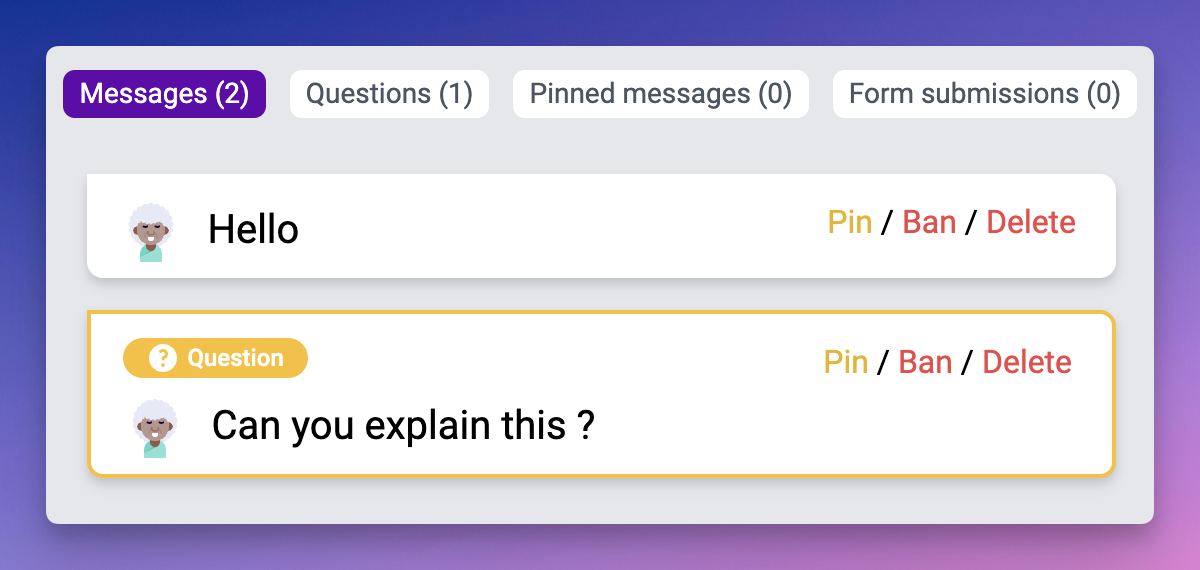 Messages (2) Questions (1) Pinned messages (0) Form submissions (0)
Hello Pin / Ban / Delete
Question Pin / Ban / Delete
Can you explain this ?